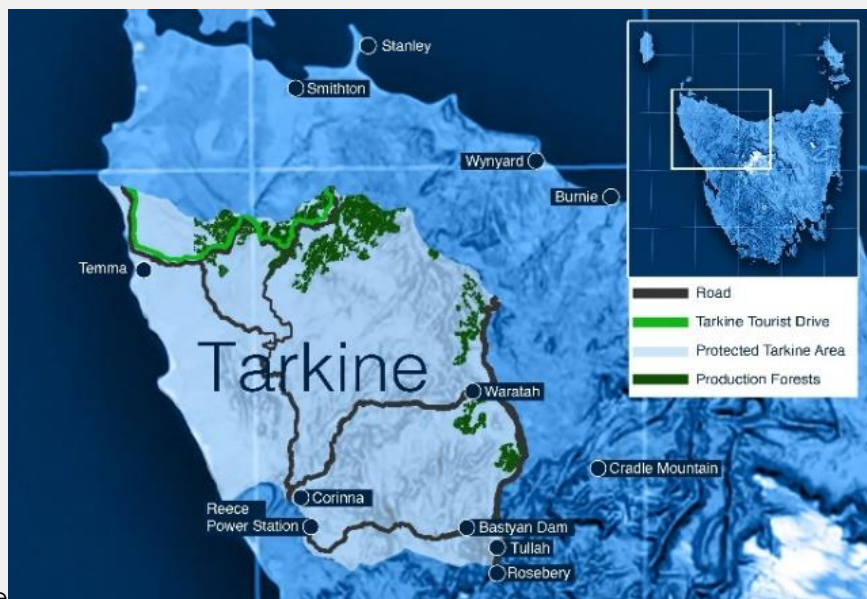 Stanley
Smithton
Wynyard
Burnie
Temma
Tarkine
Waratah
Cradle Mountain
Corinna
Reece
Power Station
Bastyan Dam
Tullah
Rosebery
Road
Tarkine Tourist Drive
Protected Tarkine Area
Production Forests
e